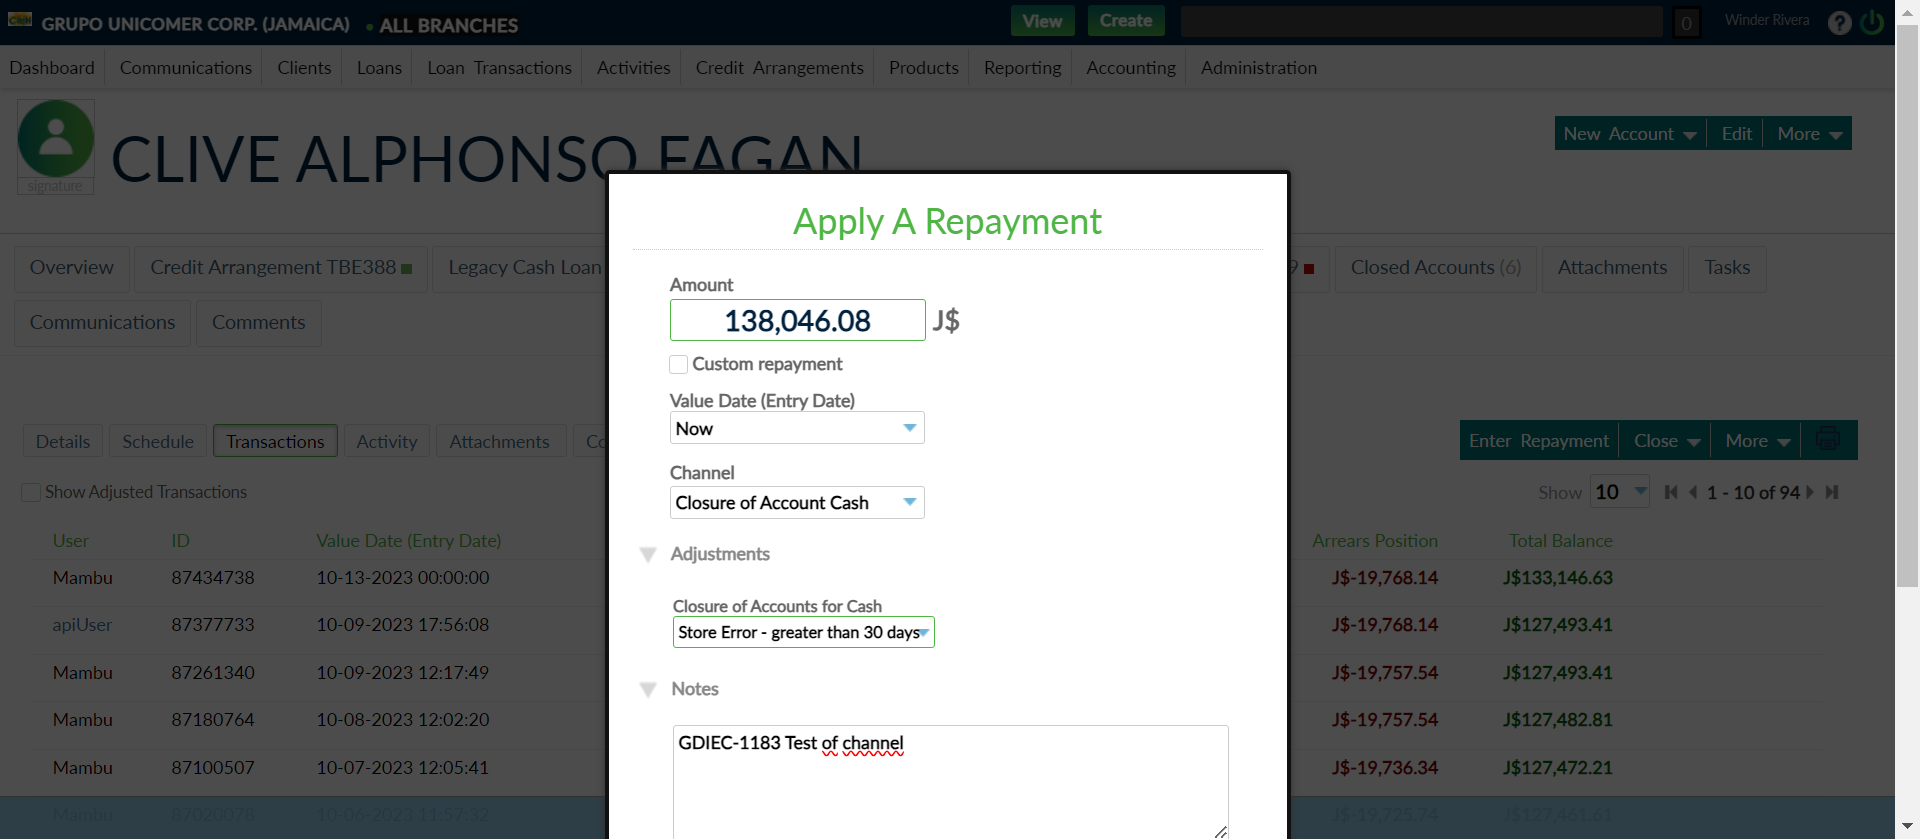 GRUPO UNICOMER CORP. (JAMAICA) • ALL BRANCHES View Create 0 Winder Rivera ?
Dashboard Communications Clients Loans Loan Transactions Activities Credit Arrangements Products Reporting Accounting Administration
signature
CLIVE ALPHONSO FAGAN
New Account Edit More
Apply A Repayment
Overview Credit Arrangement TBE388 Legacy Cash Loan 9 Closed Accounts (6) Attachments Tasks
Communications Comments
Amount
138,046.08 J$
Custom repayment
Value Date (Entry Date)
Now
Details Schedule Transactions Activity Attachments Co Enter Repayment Close More
Channel
Closure of Account Cash
Show Adjusted Transactions Show 10 1 - 10 of 94
Adjustments
User ID Value Date (Entry Date) Arrears Position Total Balance
Mambu 87434738 10-13-2023 00:00:00 J$-19,768.14 J$133,146.63
Closure of Accounts for Cash
Store Error - greater than 30 days
apiUser 87377733 10-09-2023 17:56:08 J$-19,768.14 J$127,493.41
Mambu 87261340 10-09-2023 12:17:49 J$-19,757.54 J$127,493.41
Notes
Mambu 87180764 10-08-2023 12:02:20 J$-19,757.54 J$127,482.81
GDIEC-1183 Test of channel
Mambu 87100507 10-07-2023 12:05:41 J$-19,736.34 J$127,472.21
Mambu 87020078 10-06-2023 11:57:32 J$-19,725.74 J$127,461.61